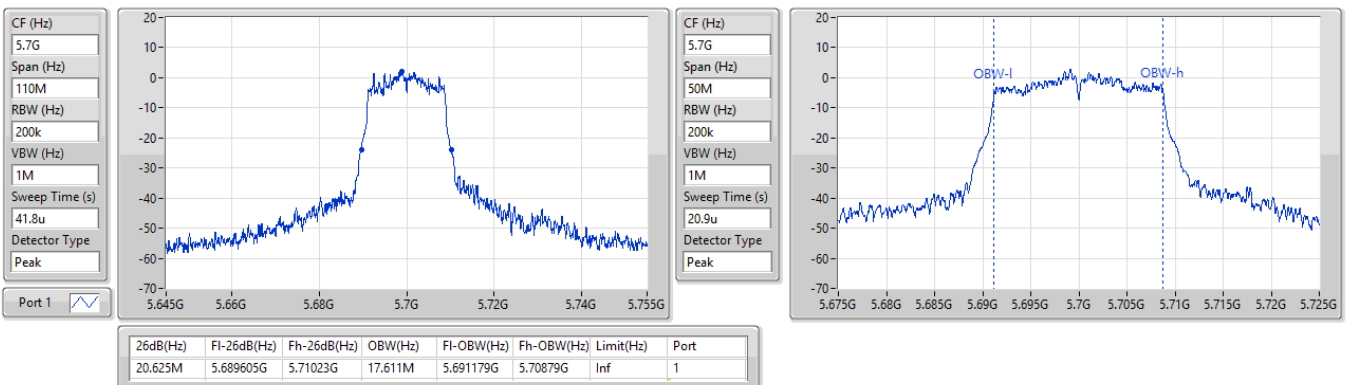 CF (Hz)
5.7G
Span (Hz)
110M
RBW (Hz)
200k
VBW (Hz)
1M
Sweep Time (s)
41.8u
Detector Type
Peak
Port 1
20
10
0
-10
-20
-30
-40
-50
-60
-70
5.645G 5.66G 5.68G 5.7G 5.72G 5.74G 5.755G
CF (Hz)
5.7G
Span (Hz)
50M
RBW (Hz)
200k
VBW (Hz)
1M
Sweep Time (s)
20.9u
Detector Type
Peak
20
10
0
-10
-20
-30
-40
-50
-60
-70
OBW-l OBW-h
5.675G 5.68G 5.685G 5.69G 5.695G 5.7G 5.705G 5.71G 5.715G 5.72G 5.725G
26dB(Hz) Fl-26dB(Hz) Fh-26dB(Hz) OBW(Hz) Fl-OBW(Hz) Fh-OBW(Hz) Limit(Hz) Port
20.625M 5.689605G 5.71023G 17.611M 5.691179G 5.70879G Inf 1